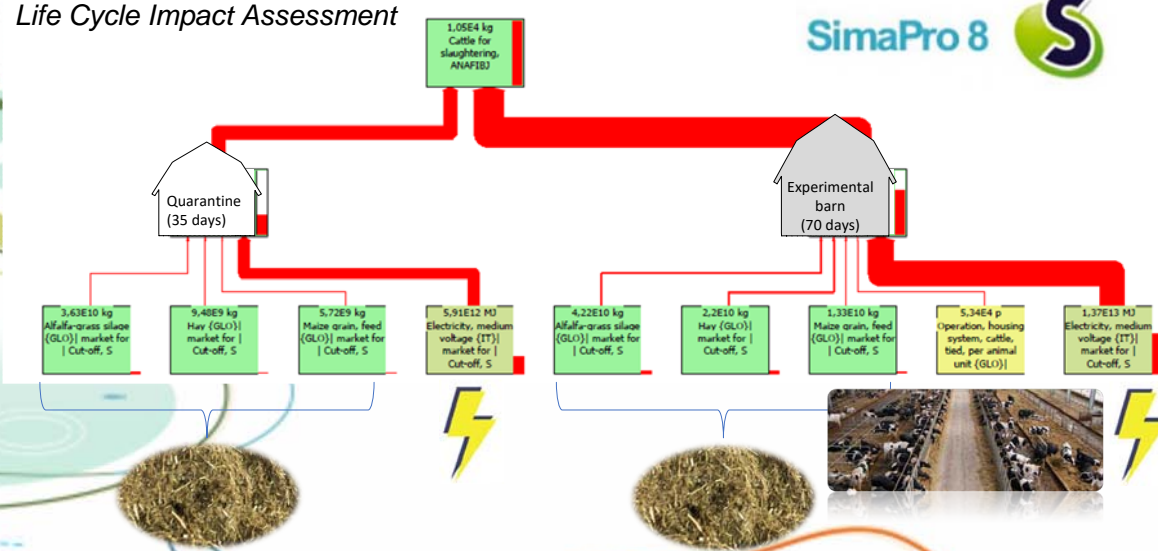 Life Cycle Impact Assessment
SimaPro 8
S
1,05E4 kg
Cattle for
slaughtering,
ANAFIBJ
Quarantine
(35 days)
Experimental
barn
(70 days)
3,63E10 kg
Alfalfa-grass silage
{GLO}| market for
| Cut-off, S
9,48E9 kg
Hay {GLO}|
market for |
Cut-off, S
5,72E9 kg
Maize grain, feed
{GLO}| market for
| Cut-off, S
5,91E12 MJ
Electricity, medium
voltage {IT}|
market for |
Cut-off, S
4,22E10 kg
Alfalfa-grass silage
{GLO}| market for
| Cut-off, S
2,2E10 kg
Hay {GLO}|
market for |
Cut-off, S
1,33E10 kg
Maize grain, feed
{GLO}| market for
| Cut-off, S
5,34E4 p
Operation, housing
system, cattle,
tied, per animal
unit {GLO}|
1,37E13 MJ
Electricity, medium
voltage {IT}|
market for |
Cut-off, S